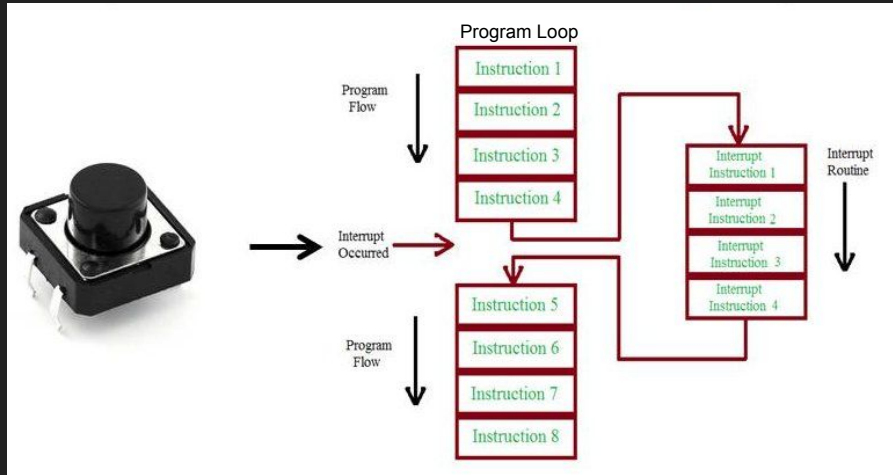 Program Loop
Program
Flow
Instruction 1
Instruction 2
Instruction 3
Instruction 4
Interrupt
Occurred
Interrupt
Instruction 1
Interrupt
Instruction 2
Interrupt
Instruction 3
Interrupt
Instruction 4
Interrupt
Routine
Program
Flow
Instruction 5
Instruction 6
Instruction 7
Instruction 8